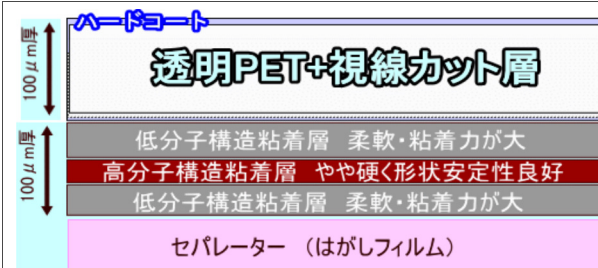 ハードコート
100μm直
透明PET+視線カット層
100μm直
低分子構造粘着層 柔軟・粘着力が大
高分子構造粘着層 やや硬く形状安定性良好
低分子構造粘着層 柔軟・粘着力が大
セパレーター (はがしフィルム)